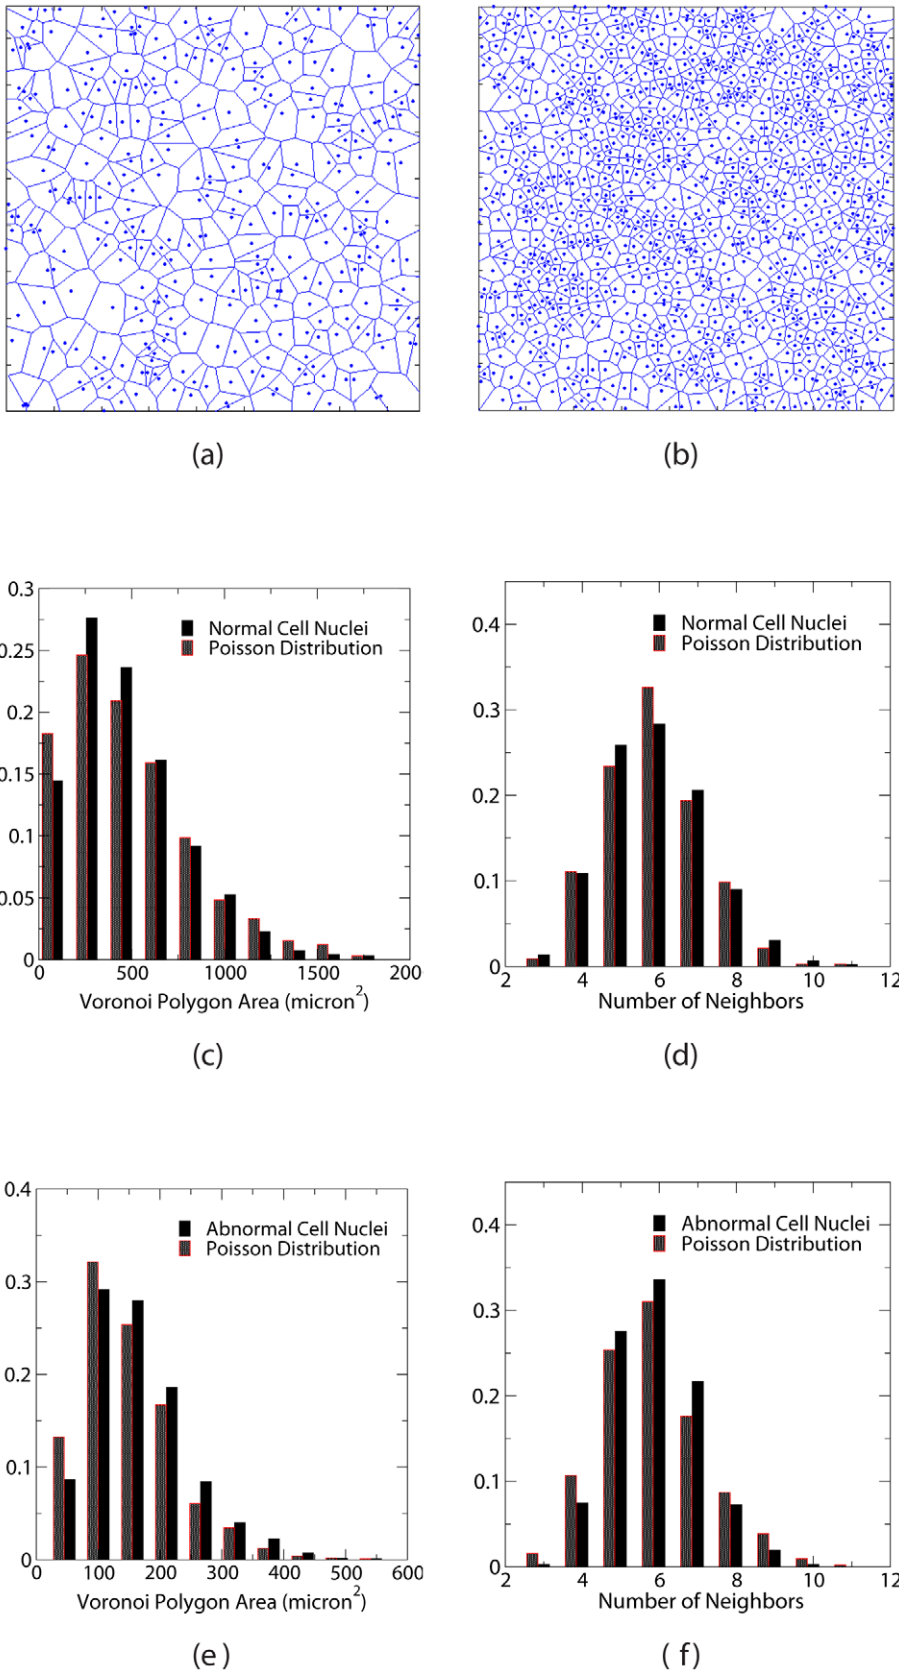 (a)
(b)
0.3
0.25
0.2
0.15
0.1
0.05
0
Normal Cell Nuclei
Poisson Distribution
0 500 1000 1500 200
Voronoi Polygon Area (micron²)
(c)
0.4
0.3
0.2
0.1
0
Normal Cell Nuclei
Poisson Distribution
2 4 6 8 10 12
Number of Neighbors
(d)
0.4
0.3
0.2
0.1
0
Abnormal Cell Nuclei
Poisson Distribution
0 100 200 300 400 500 600
Voronoi Polygon Area (micron²)
(e)
0.4
0.3
0.2
0.1
0
Abnormal Cell Nuclei
Poisson Distribution
2 4 6 8 10 12
Number of Neighbors
(f)